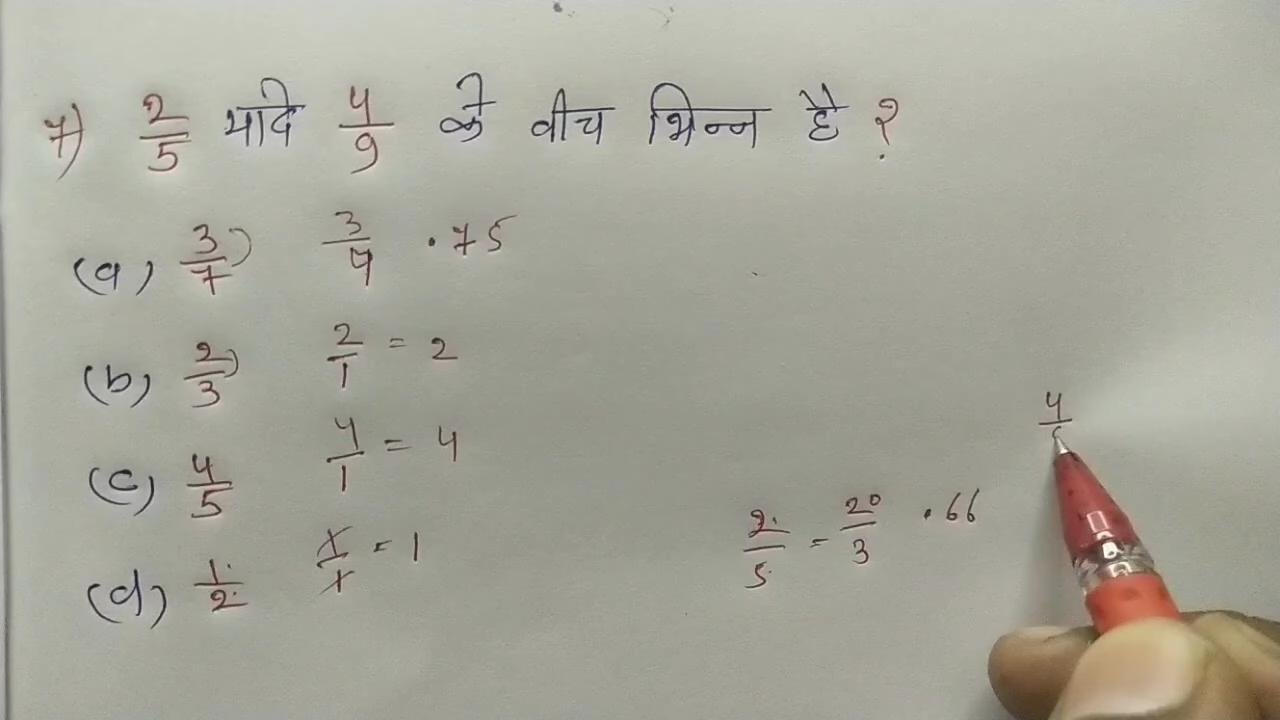 7) 2/5 यादि 4/9 के बीच भिन्न है ?
(a) 3/7) 3/4 .75
(b) 2/3) 2/1 = 2
(c) 4/5 4/1 = 4
(d) 1/2 1/1 = 1
2/5 = 20/3 .66
4